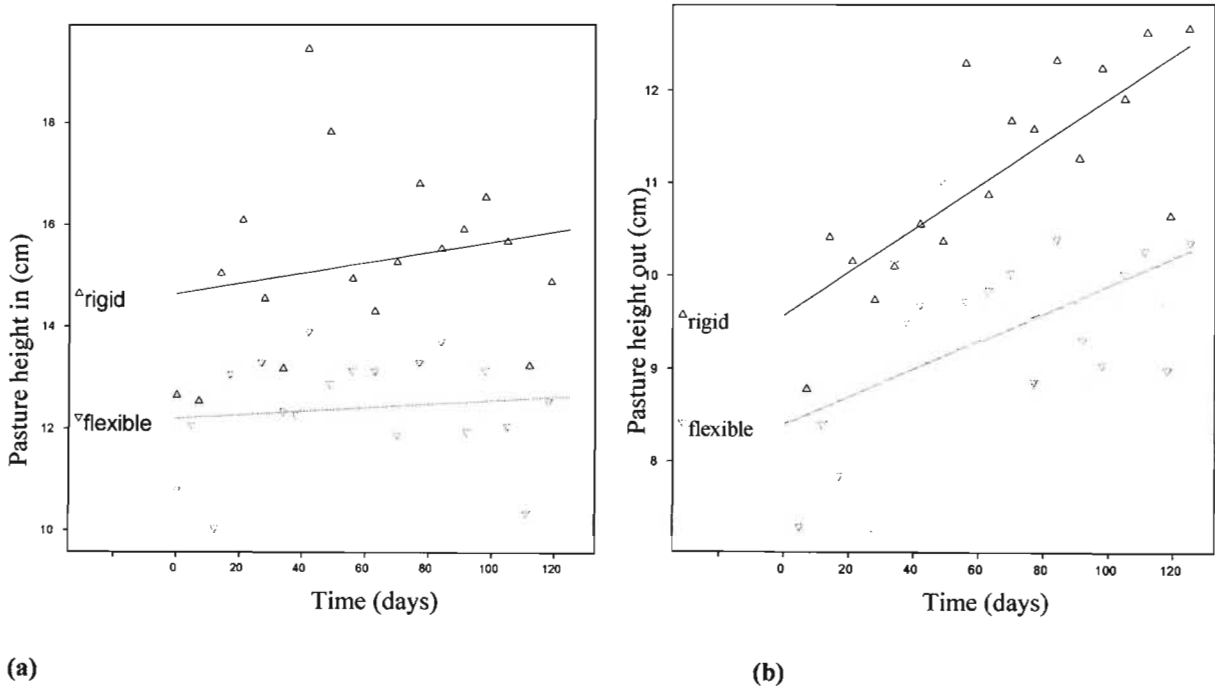 Pasture height in (cm)
18
16
14
12
10
rigid
flexible
0 20 40 60 80 100 120
Time (days)
(a)
Pasture height out (cm)
12
11
10
9
8
rigid
flexible
0 20 40 60 80 100 120
Time (days)
(b)